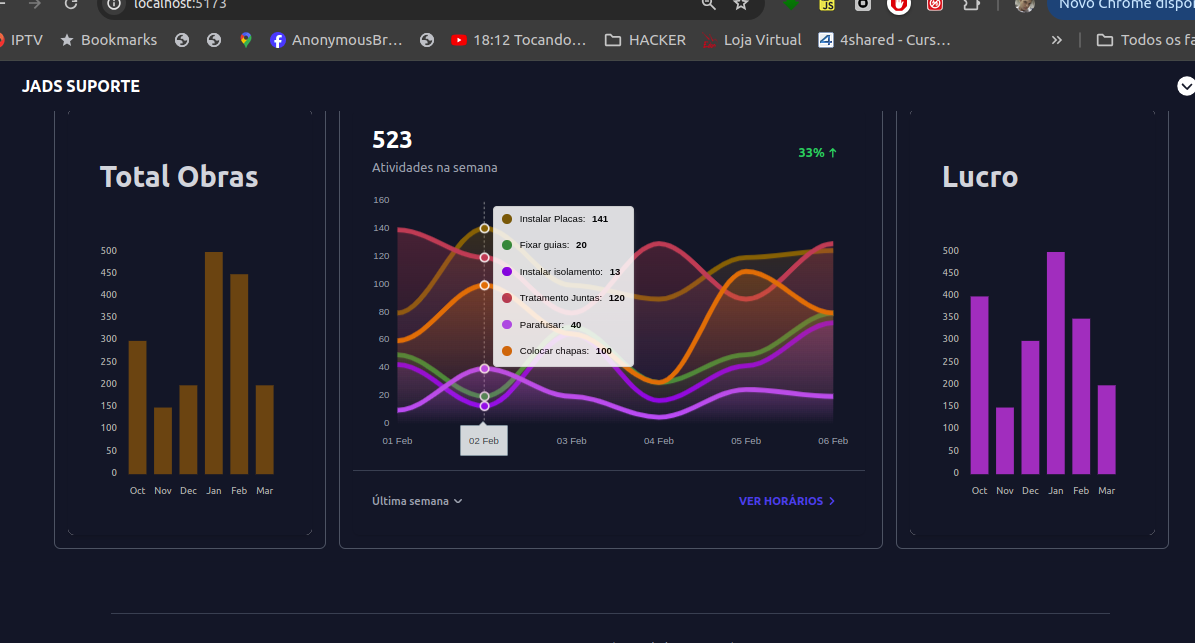 localhost:5173
Novo Chrome dispor
IPTV Bookmarks AnonymousBr… 18:12 Tocando… HACKER Loja Virtual 4shared - Curs… » Todos os fa
JADS SUPORTE
Total Obras
500
450
400
350
300
250
200
150
100
50
0
Oct Nov Dec Jan Feb Mar
523
Atividades na semana
33% ↑
160
140
120
100
80
60
40
20
0
Instalar Placas: 141
Fixar guias: 20
Instalar isolamento: 13
Tratamento Juntas: 120
Parafusar: 40
Colocar chapas: 100
01 Feb 02 Feb 03 Feb 04 Feb 05 Feb 06 Feb
Última semana
VER HORÁRIOS
Lucro
500
450
400
350
300
250
200
150
100
50
0
Oct Nov Dec Jan Feb Mar